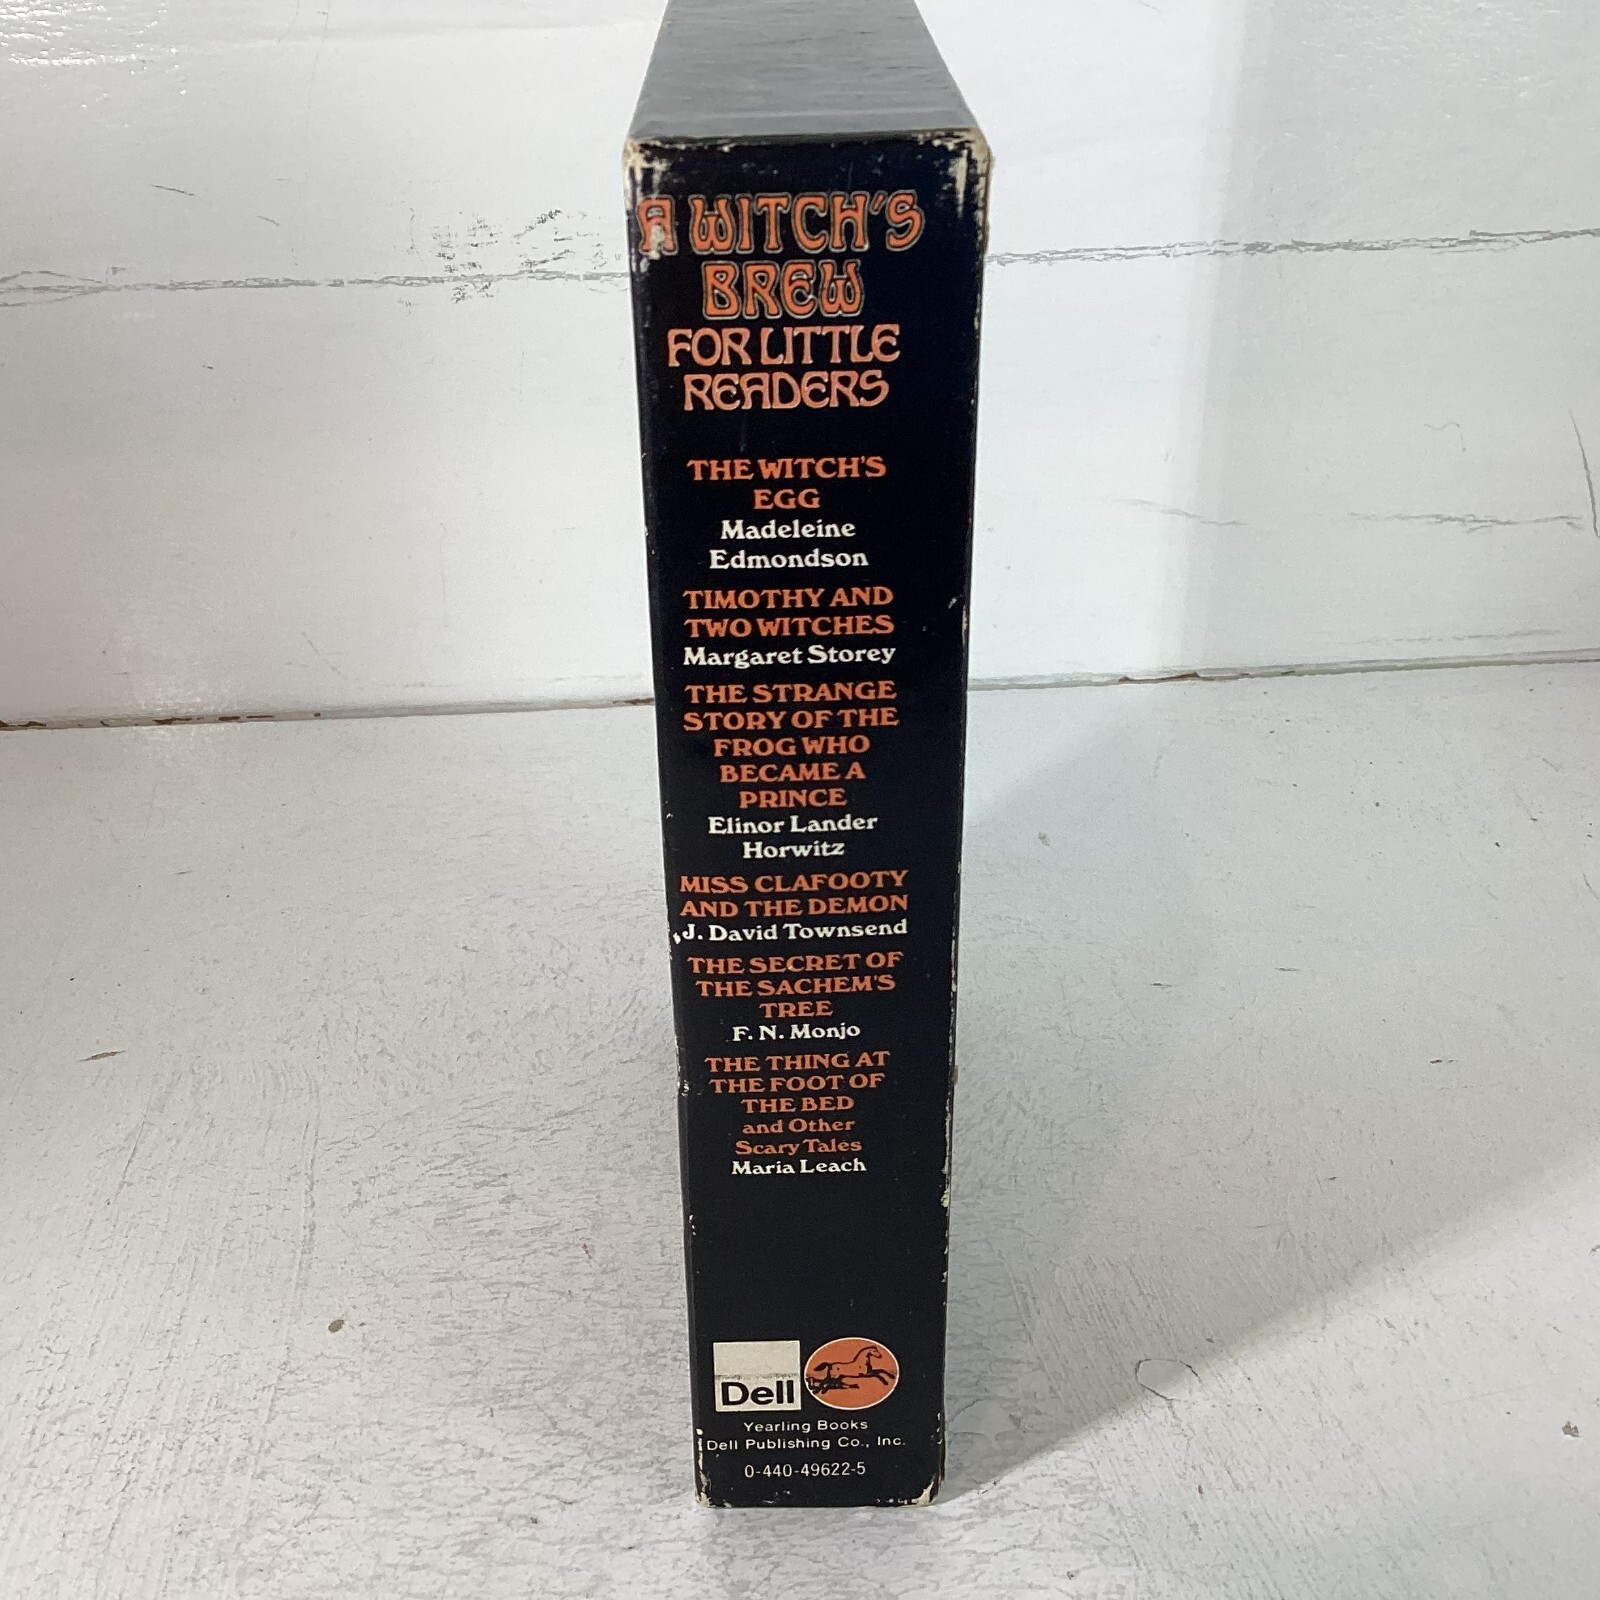 A WITCH'S
BREW
FOR LITTLE
READERS
THE WITCH'S
EGG
Madeleine
Edmondson
TIMOTHY AND
TWO WITCHES
Margaret Storey
THE STRANGE
STORY OF THE
FROG WHO
BECAME A
PRINCE
Elinor Lander
Horwitz
MISS CLAFOOTY
AND THE DEMON
J. David Townsend
THE SECRET OF
THE SACHEM'S
TREE
F. N. Monjo
THE THING AT
THE FOOT OF
THE BED
and Other
Scary Tales
Maria Leach
Dell
Yearling Books
Dell Publishing Co., Inc.
0-440-49622-5